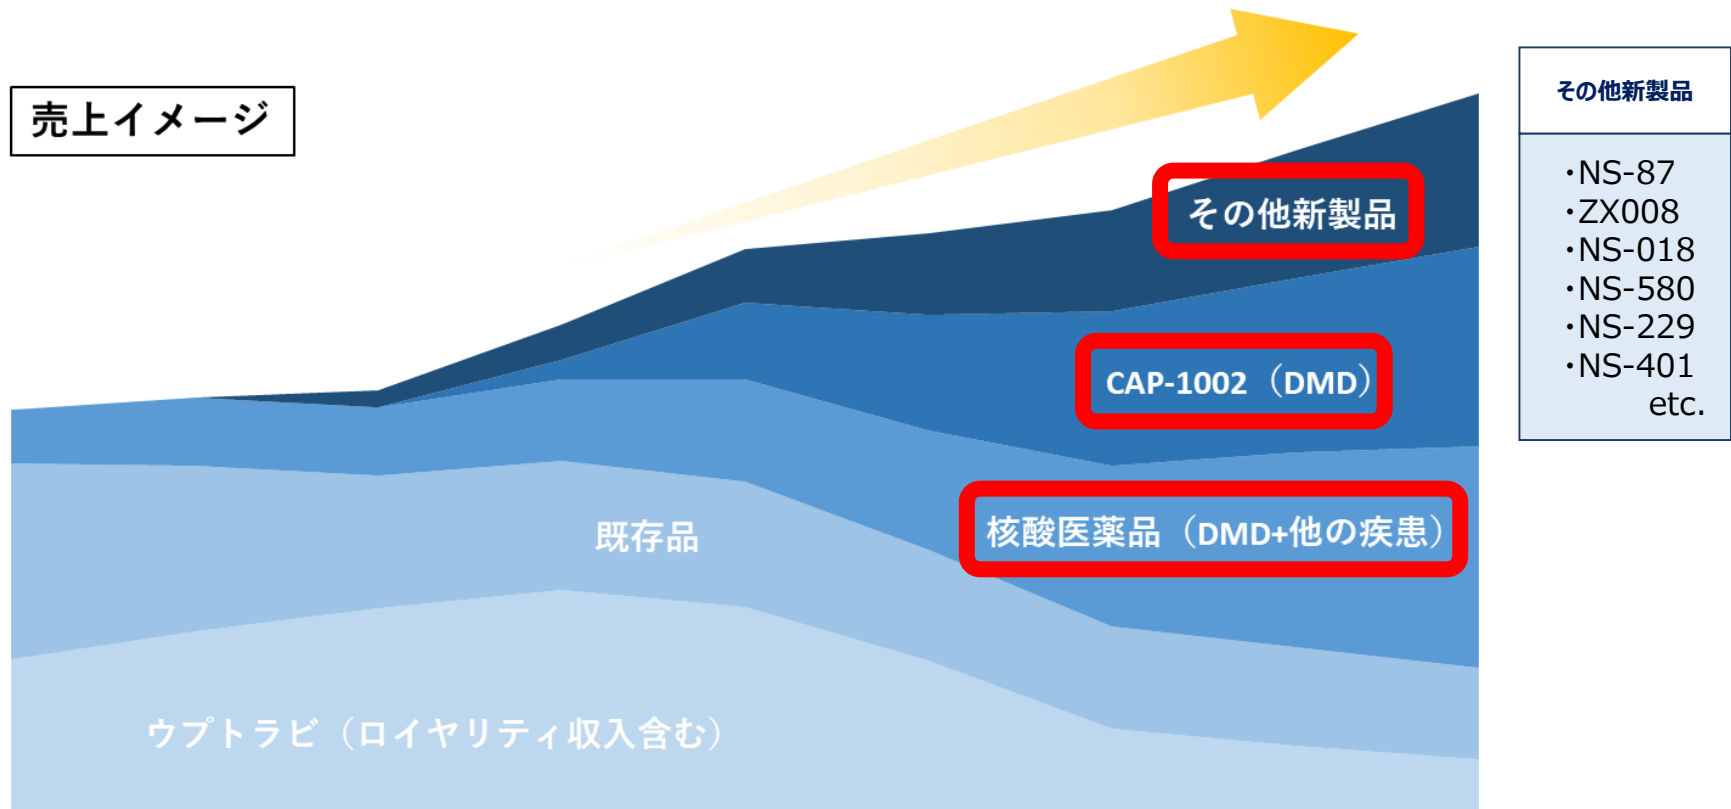 売上イメージ
その他新製品
CAP-1002（DMD）
既存品
核酸医薬品（DMD+他の疾患）
ウプトラビ（ロイヤリティ収入含む）
その他新製品
・NS-87
・ZX008
・NS-018
・NS-580
・NS-229
・NS-401
etc.